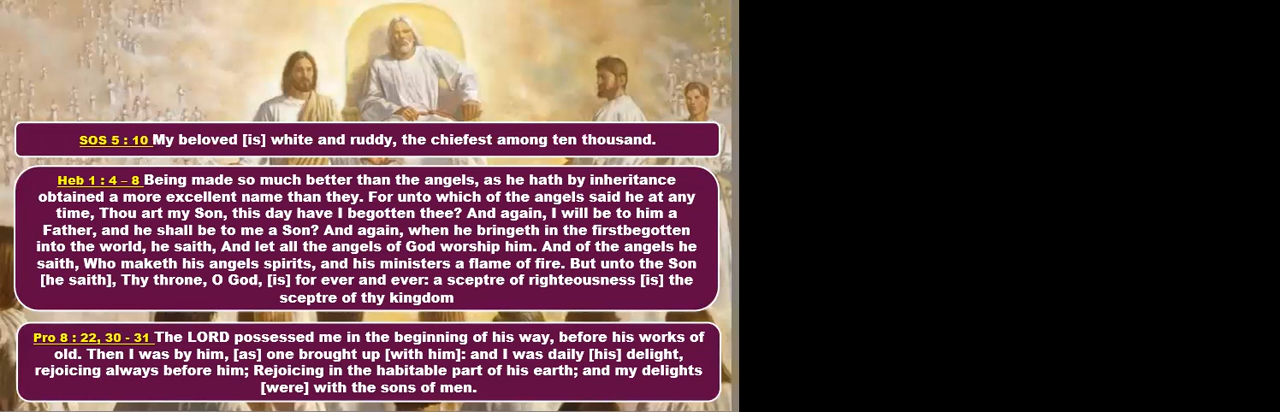 SOS 5 : 10 My beloved [is] white and ruddy, the chiefest among ten thousand.
Heb 1 : 4 – 8 Being made so much better than the angels, as he hath by inheritance
obtained a more excellent name than they. For unto which of the angels said he at any
time, Thou art my Son, this day have I begotten thee? And again, I will be to him a
Father, and he shall be to me a Son? And again, when he bringeth in the firstbegotten
into the world, he saith, And let all the angels of God worship him. And of the angels he
saith, Who maketh his angels spirits, and his ministers a flame of fire. But unto the Son
[he saith], Thy throne, O God, [is] for ever and ever: a sceptre of righteousness [is] the
sceptre of thy kingdom
Pro 8 : 22, 30 - 31 The LORD possessed me in the beginning of his way, before his works of
old. Then I was by him, [as] one brought up [with him]: and I was daily [his] delight,
rejoicing always before him; Rejoicing in the habitable part of his earth; and my delights
[were] with the sons of men.